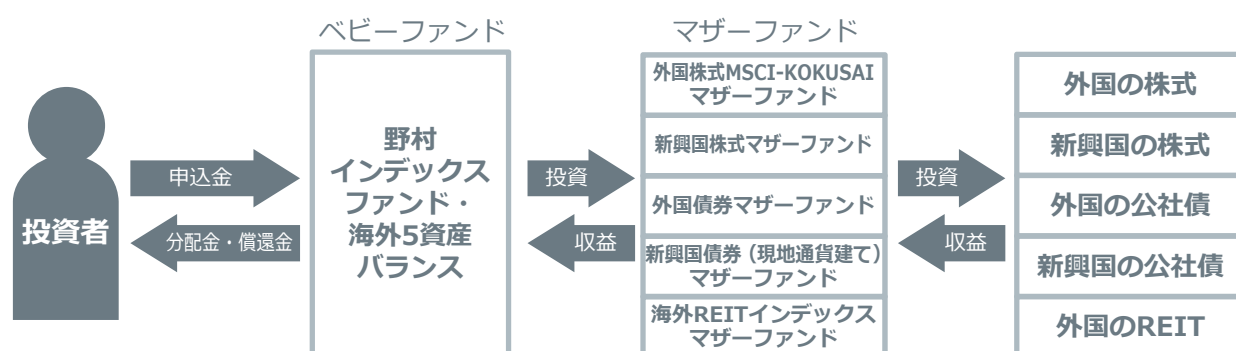 ベビーファンド
マザーファンド
投資者
申込金
分配金・償還金
野村
インデックス
ファンド・
海外5資産
バランス
投資
収益
外国株式MSCI-KOKUSAI
マザーファンド
新興国株式マザーファンド
外国債券マザーファンド
新興国債券（現地通貨建て）
マザーファンド
海外REITインデックス
マザーファンド
投資
収益
外国の株式
新興国の株式
外国の公社債
新興国の公社債
外国のREIT